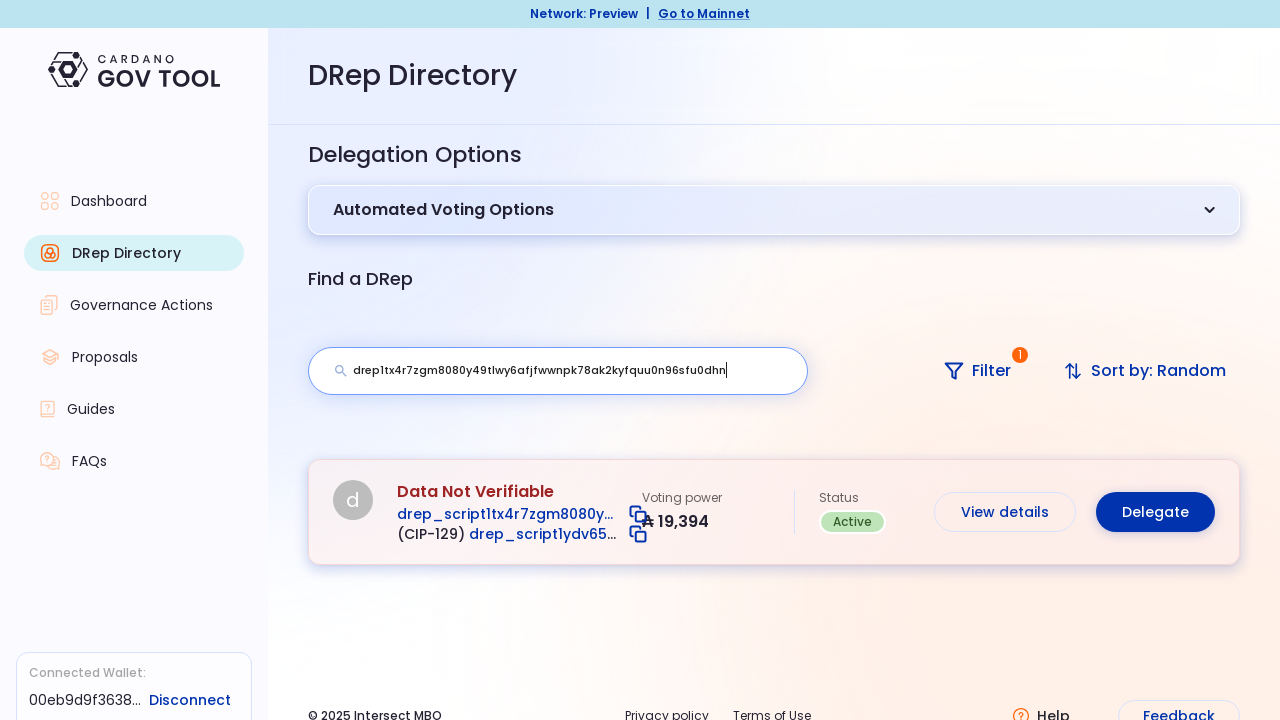 Network: Preview | Go to Mainnet
CARDANO
GOV TOOL
DRep Directory
Delegation Options
Dashboard
Automated Voting Options
DRep Directory
Find a DRep
Governance Actions
Proposals
drep1tx4r7zgm8080y49tlwy6afjfwwnpk78ak2kyfquu0n96sfu0dhn
Filter 1
Sort by: Random
Guides
FAQs
d
Data Not Verifiable
drep_script1tx4r7zgm8080y...
(CIP-129) drep_script1ydv65...
Voting power
₳ 19,394
Status
Active
View details
Delegate
Connected Wallet:
00eb9d9f3638... Disconnect
© 2025 Intersect MBO
Privacy policy
Terms of Use
Help
Feedback